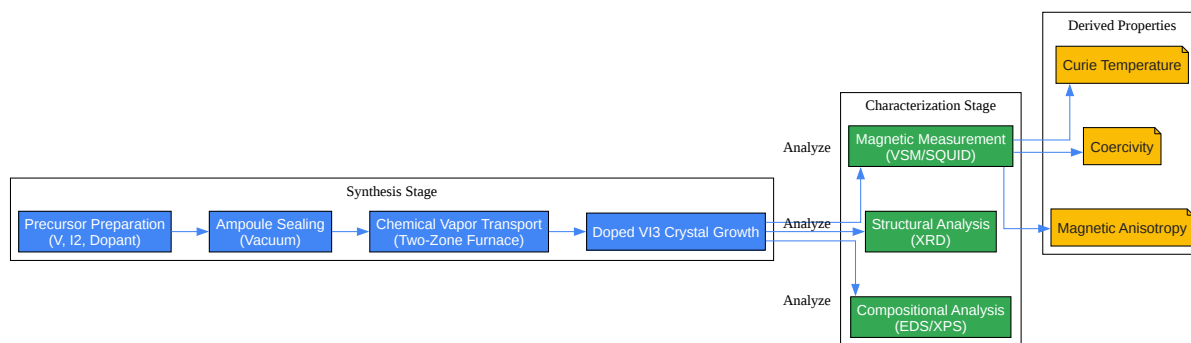 Synthesis Stage
Precursor Preparation
(V, I2, Dopant)
Ampoule Sealing
(Vacuum)
Chemical Vapor Transport
(Two-Zone Furnace)
Doped VI3 Crystal Growth
Analyze
Analyze
Analyze
Characterization Stage
Magnetic Measurement
(VSM/SQUID)
Structural Analysis
(XRD)
Compositional Analysis
(EDS/XPS)
Derived Properties
Curie Temperature
Coercivity
Magnetic Anisotropy